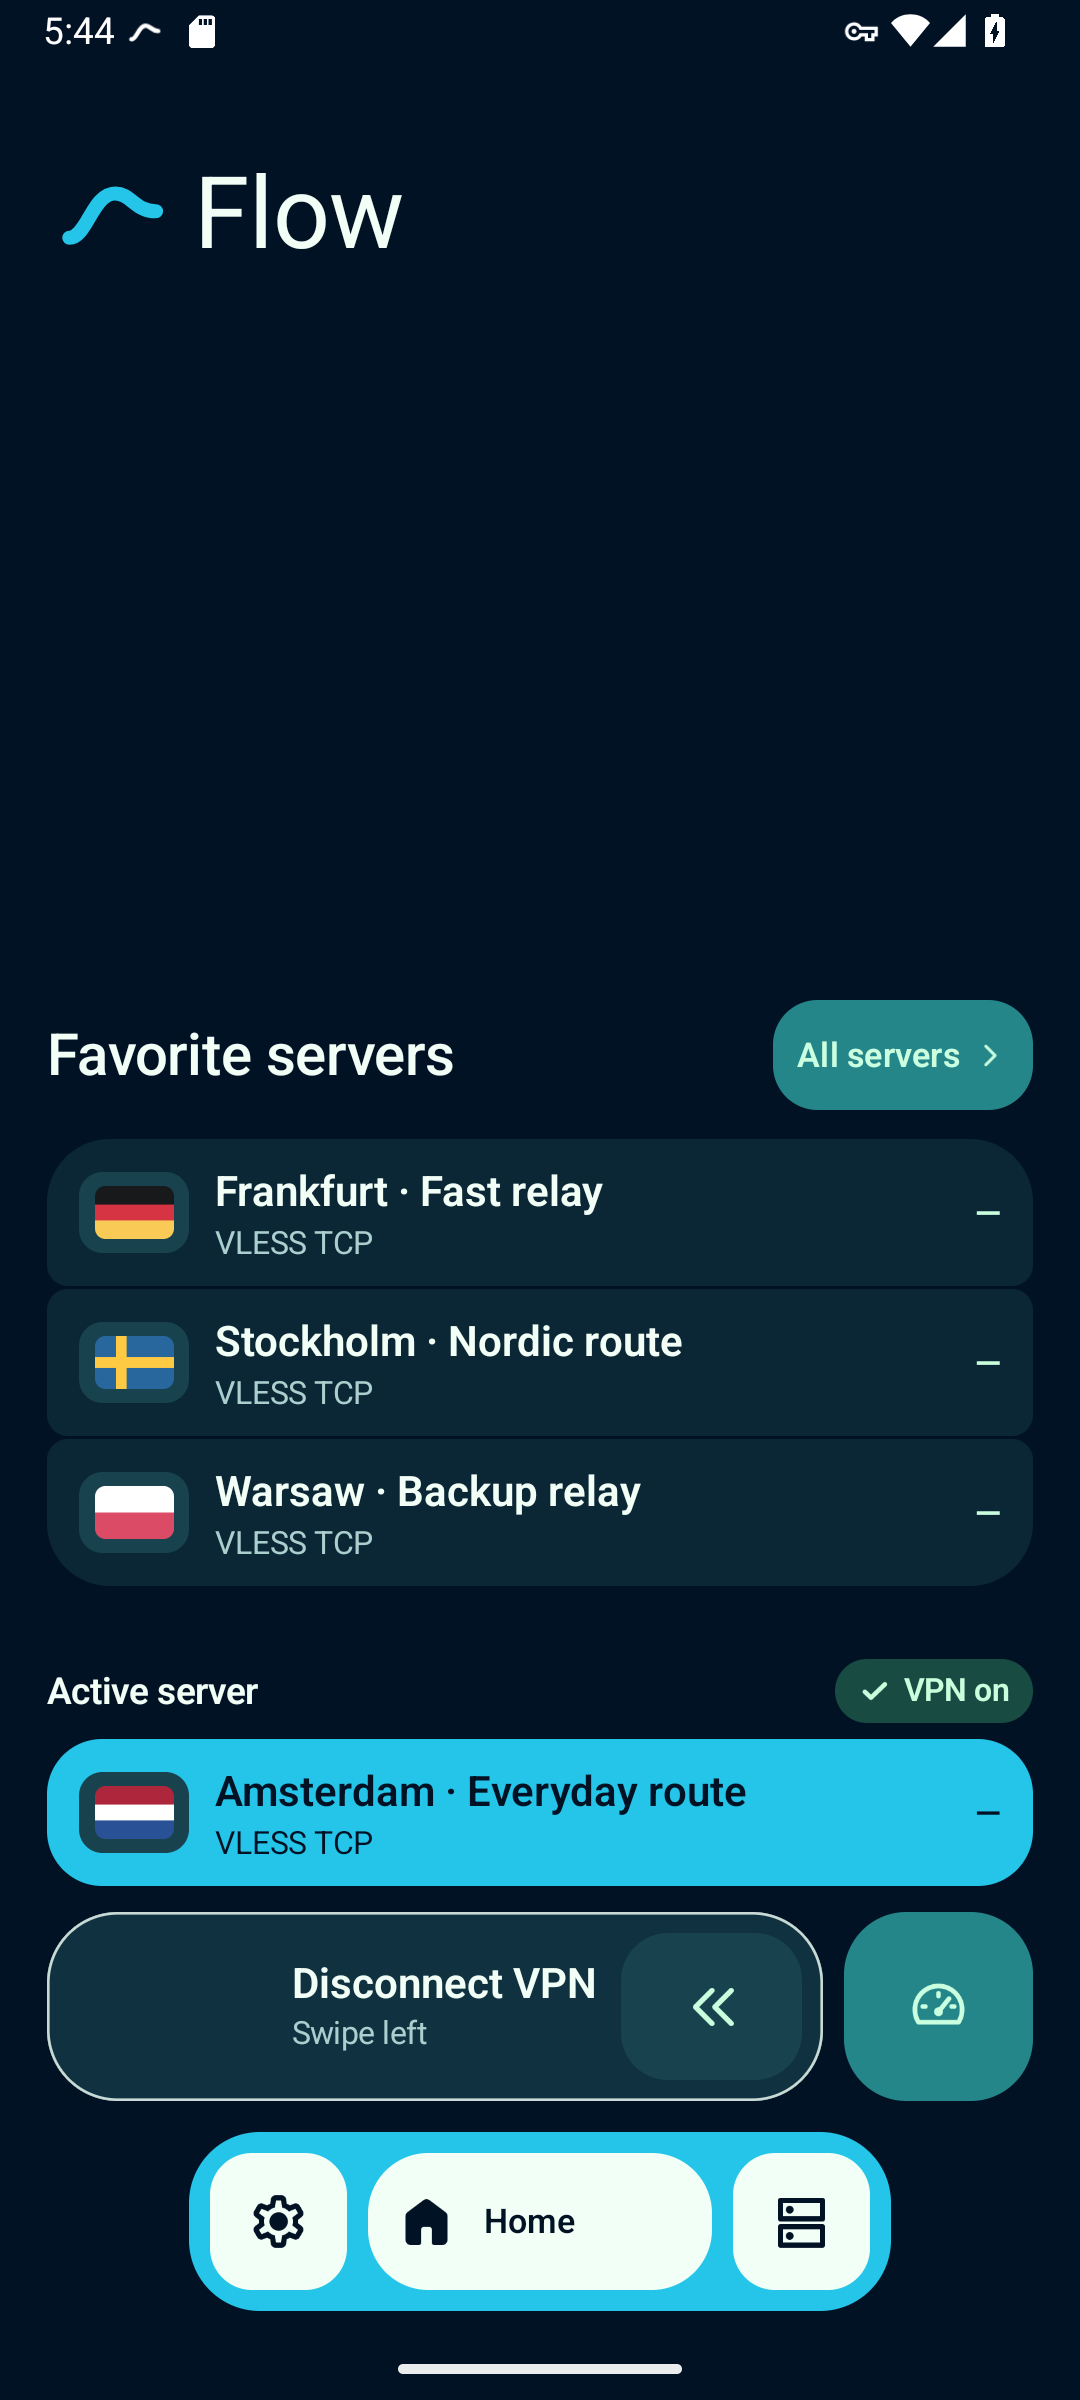 5:44
Flow
Favorite servers
All servers
Frankfurt · Fast relay
VLESS TCP
–
Stockholm · Nordic route
VLESS TCP
–
Warsaw · Backup relay
VLESS TCP
–
Active server
VPN on
Amsterdam · Everyday route
VLESS TCP
–
Disconnect VPN
Swipe left
Home